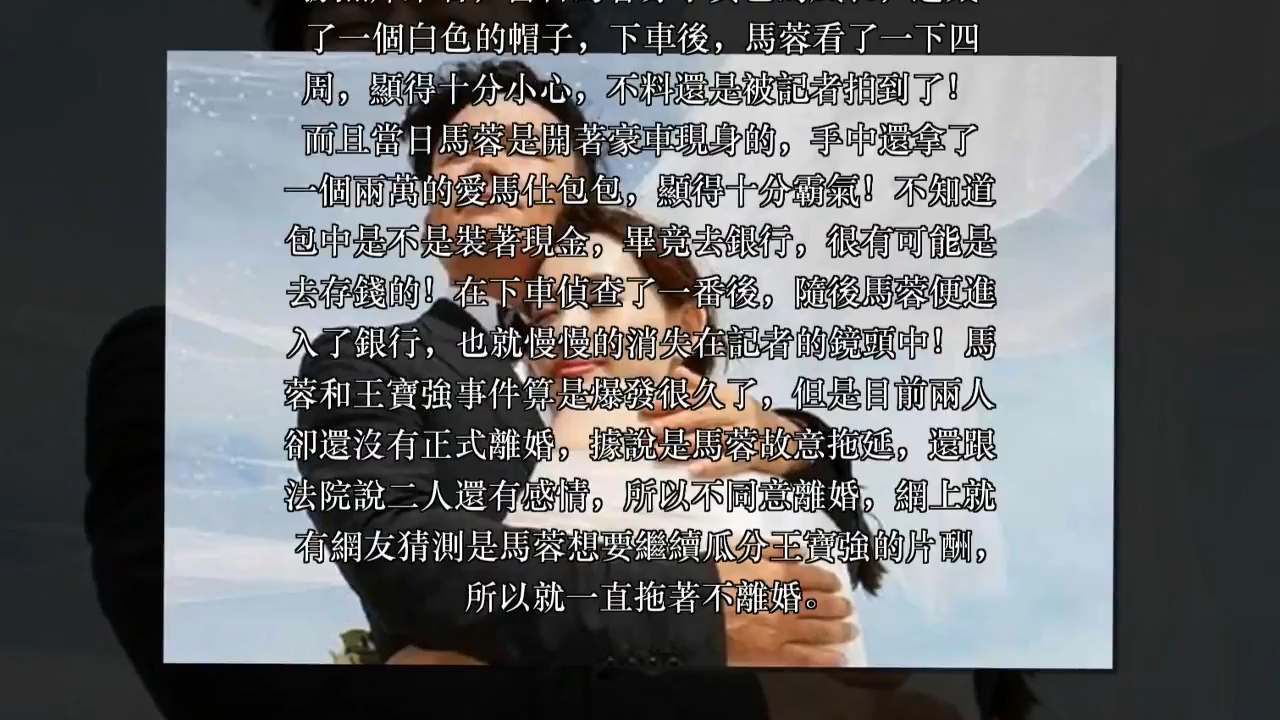 了一個白色的帽子，下車後，馬蓉看了一下四
周，顯得十分小心，不料還是被記者拍到了！
而且當日馬蓉是開著豪車現身的，手中還拿了
一個兩萬的愛馬仕包包，顯得十分霸氣！不知道
包中是不是裝著現金，畢竟去銀行，很有可能是
去存錢的！在下車偵查了一番後，隨後馬蓉便進
入了銀行，也就慢慢的消失在記者的鏡頭中！馬
蓉和王寶強事件算是爆發很久了，但是目前兩人
卻還沒有正式離婚，據說是馬蓉故意拖延，還跟
法院說二人還有感情，所以不同意離婚，網上就
有網友猜測是馬蓉想要繼續瓜分王寶強的片酬，
所以就一直拖著不離婚。